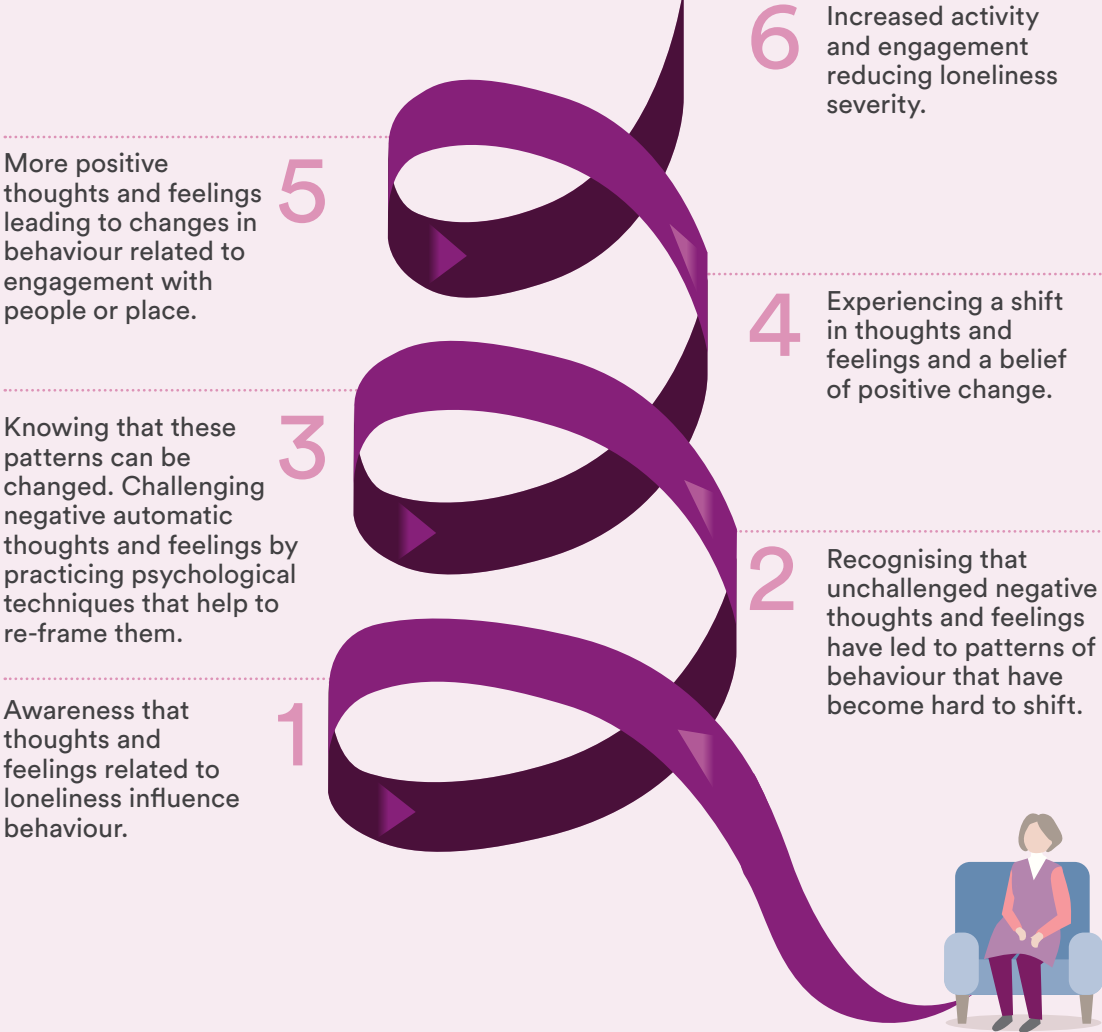 6
Increased activity
and engagement
reducing loneliness
severity.
5
More positive
thoughts and feelings
leading to changes in
behaviour related to
engagement with
people or place.
4
Experiencing a shift
in thoughts and
feelings and a belief
of positive change.
3
Knowing that these
patterns can be
changed. Challenging
negative automatic
thoughts and feelings by
practicing psychological
techniques that help to
re-frame them.
2
Recognising that
unchallenged negative
thoughts and feelings
have led to patterns of
behaviour that have
become hard to shift.
1
Awareness that
thoughts and
feelings related to
loneliness influence
behaviour.